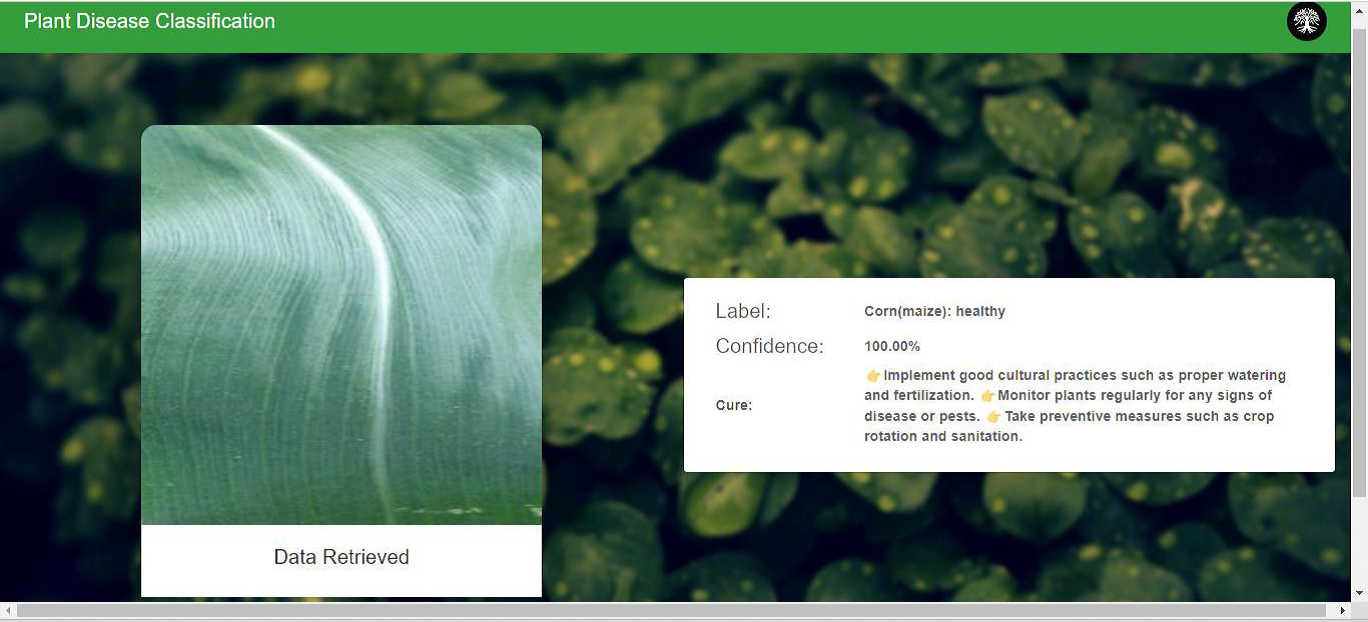 Plant Disease Classification
Data Retrieved
Label: Corn(maize): healthy
Confidence: 100.00%
Cure: 👉Implement good cultural practices such as proper watering
and fertilization. 👉Monitor plants regularly for any signs of
disease or pests. 👉Take preventive measures such as crop
rotation and sanitation.